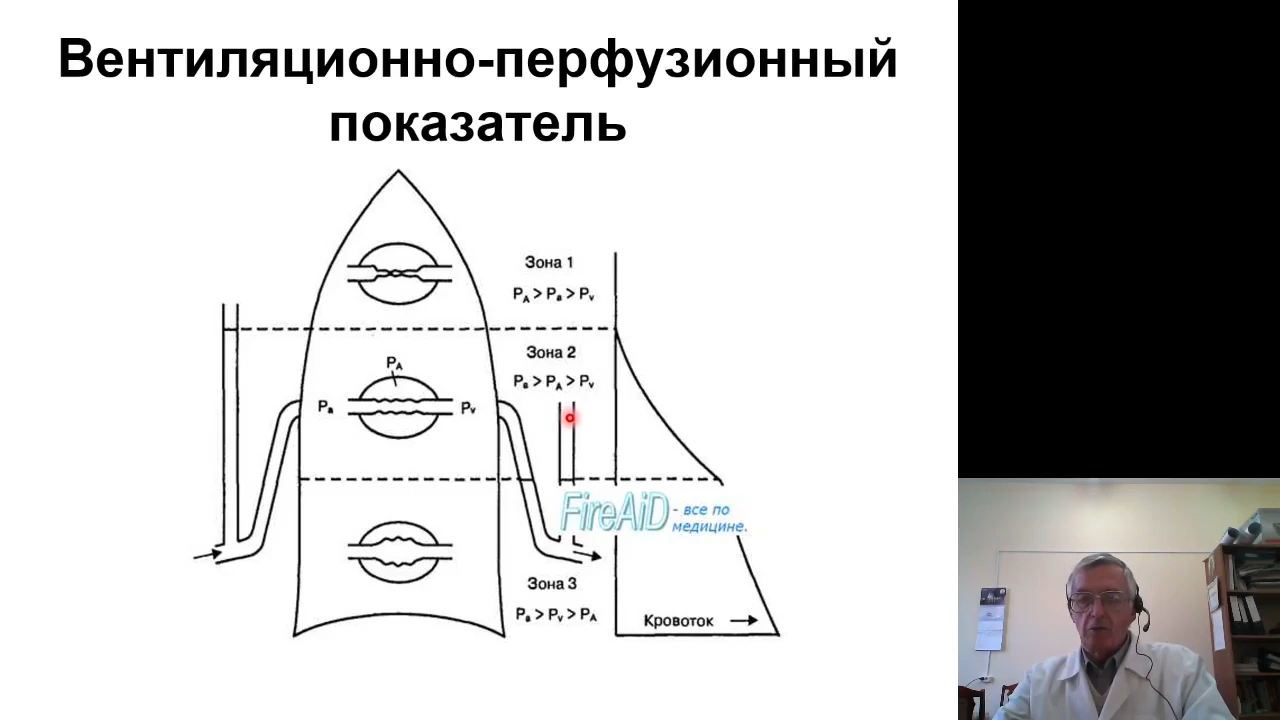 Вентиляционно-перфузионный
показатель
Зона 1
PA > Pa > Pv
Зона 2
Pa > PA > Pv
PA
Pa
Pv
FireAiD - все по
медицине.
Зона 3
Pa > Pv > PA
Кровоток